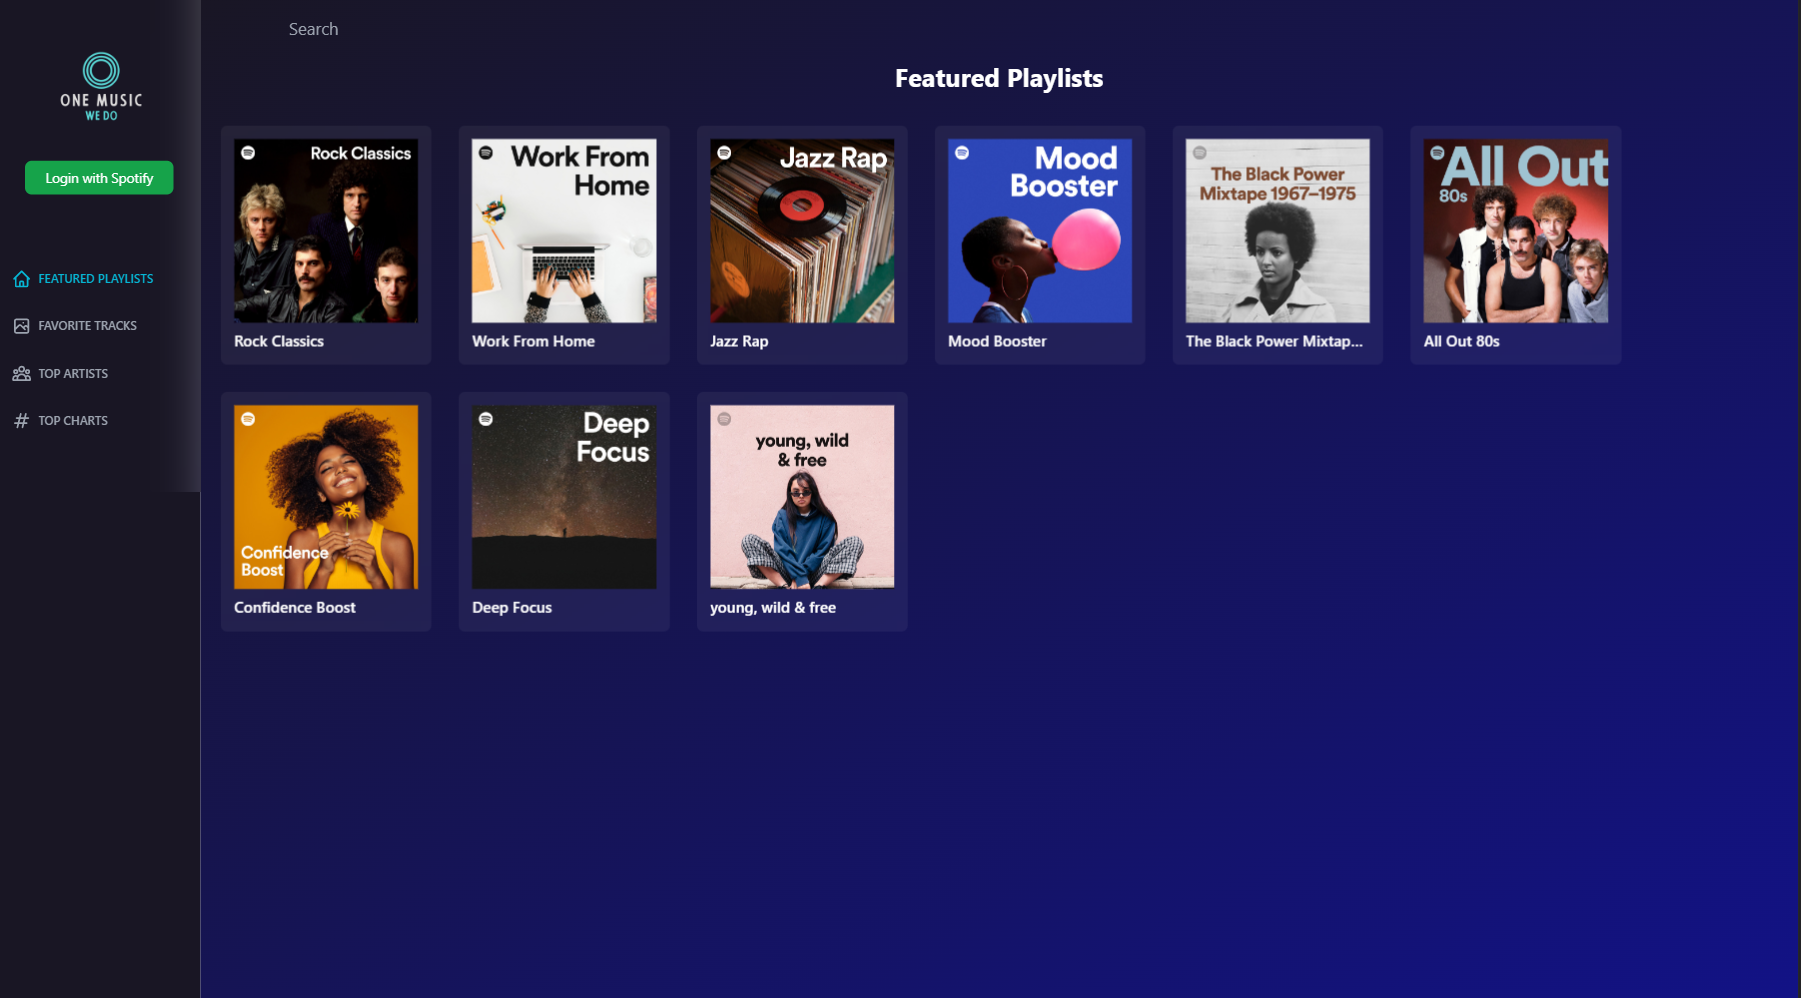 ONE MUSIC
WE DO
Login with Spotify
FEATURED PLAYLISTS
FAVORITE TRACKS
TOP ARTISTS
TOP CHARTS
Search
Featured Playlists
Rock Classics
Rock Classics
Work From
Home
Work From Home
Jazz Rap
Jazz Rap
Mood
Booster
Mood Booster
The Black Power
Mixtape 1967–1975
The Black Power Mixtap...
All Out
80s
All Out 80s
Confidence
Boost
Confidence Boost
Deep
Focus
Deep Focus
young, wild
& free
young, wild & free